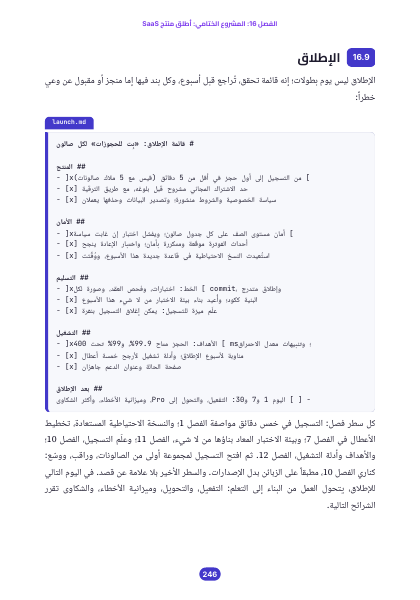 الفصل 16: المشروع الختامي: أطلق منتج SaaS
16.9 الإطلاق
الإطلاق ليس يوم بطولات؛ إنه قائمة تحقق، تُراجع قبل أسبوع، وكل بند فيها إما منجز أو مقبول عن وعي
خطراً:
launch.md
# قائمة الإطلاق: «بِت للحجوزات» لكل صالون
## المنتج
- [x] من التسجيل إلى أول حجز في أقل من 5 دقائق (قيس مع 5 ملاك صالونات)
- [x] حد الاشتراك المجاني مشروح قبل بلوغه، مع طريق الترقية
- [x] سياسة الخصوصية والشروط منشورة؛ وتصدير البيانات وحذفها يعملان
## الأمان
- [x] أمان مستوى الصف على كل جدول صالون؛ ويفشل اختبار إن غابت سياسة
- [x] أحداث الفوترة موقعة ومكررة بأمان؛ واختبار الإعادة ينجح
- [x] استُعيدت النسخ الاحتياطية في قاعدة جديدة هذا الأسبوع، ووُقّتت
## التسليم
- [x] الخط: اختبارات، وفحص العقد، وصورة لكل commit، وإطلاق متدرج
- [x] البنية ككود؛ وأُعيد بناء بيئة الاختبار من لا شيء هذا الأسبوع
- [x] علَم ميزة للتسجيل: يمكن إغلاق التسجيل بنقرة
## التشغيل
- [x] الأهداف: الحجز متاح 99.9%، و99% تحت 400ms؛ وتنبيهات معدل الاحتراق
- [x] مناوبة لأسبوع الإطلاق؛ وأدلة تشغيل لأرجح خمسة أعطال
- [x] صفحة الحالة وعنوان الدعم جاهزان
## بعد الإطلاق
- [ ] اليوم 1 و7 و30: التفعيل، والتحول إلى Pro، وميزانية الأخطاء، وأكثر الشكاوى
كل سطر فصل: التسجيل في خمس دقائق مواصفة الفصل 1؛ والنسخة الاحتياطية المستعادة، تخطيط
الأعطال في الفصل 7؛ وبيئة الاختبار المعاد بناؤها من لا شيء، الفصل 11؛ وعلَم التسجيل، الفصل 10؛
والأهداف وأدلة التشغيل، الفصل 12. ثم افتح التسجيل لمجموعة أولى من الصالونات، وراقب، ووسّع:
كناري الفصل 10، مطبقاً على الزبائن بدل الإصدارات. والسطر الأخير بلا علامة عن قصد. في اليوم التالي
للإطلاق، يتحول العمل من البناء إلى التعلم: التفعيل، والتحويل، وميزانية الأخطاء، والشكاوى تقرر
الشرائح التالية.
246